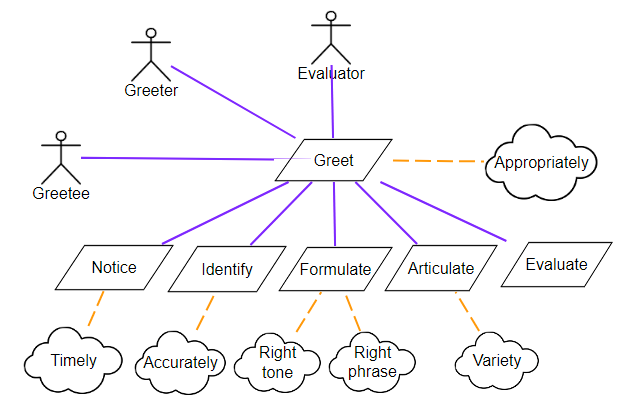 Evaluator
Greeter
Greet
Appropriately
Greetee
Notice
Identify
Formulate
Articulate
Evaluate
Timely
Accurately
Right
tone
Right
phrase
Variety